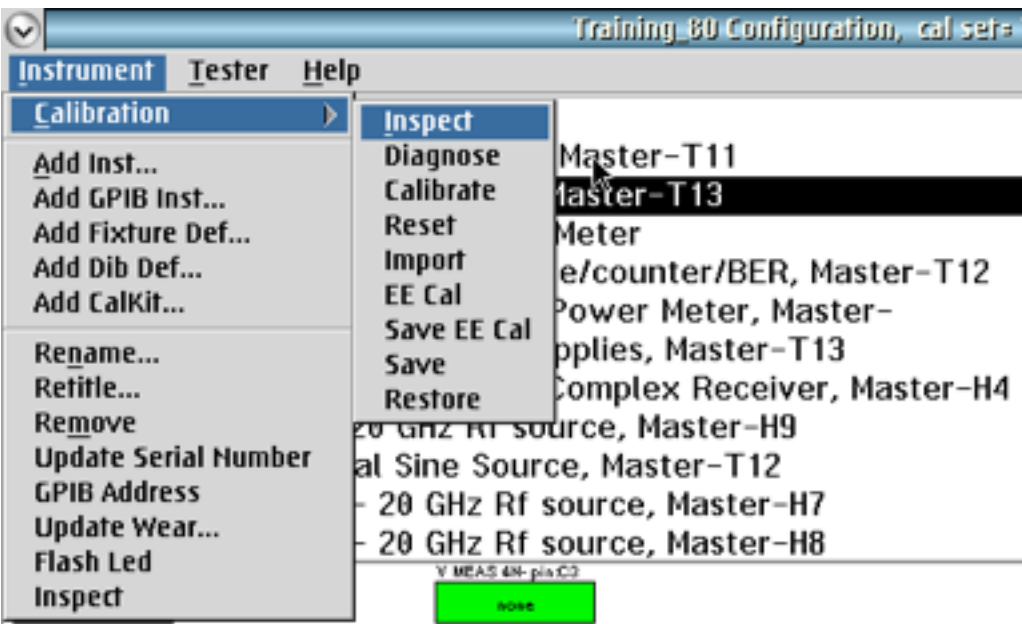 Training_80 Configuration, cal set=
Instrument Tester Help
Calibration
Add Inst...
Add GPIB Inst...
Add Fixture Def...
Add Dib Def...
Add CalKit...
Rename...
Retitle...
Remove
Update Serial Number
GPIB Address
Update Wear...
Flash Led
Inspect
Inspect
Diagnose
Calibrate
Reset
Import
EE Cal
Save EE Cal
Save
Restore
Master-T11
Master-T13
Meter
e/counter/BER, Master-T12
Power Meter, Master-
pplies, Master-T13
Complex Receiver, Master-H4
20 GHz Rf source, Master-H9
al Sine Source, Master-T12
- 20 GHz Rf source, Master-H7
- 20 GHz Rf source, Master-H8
V MEAS 4H- pin:C3
none